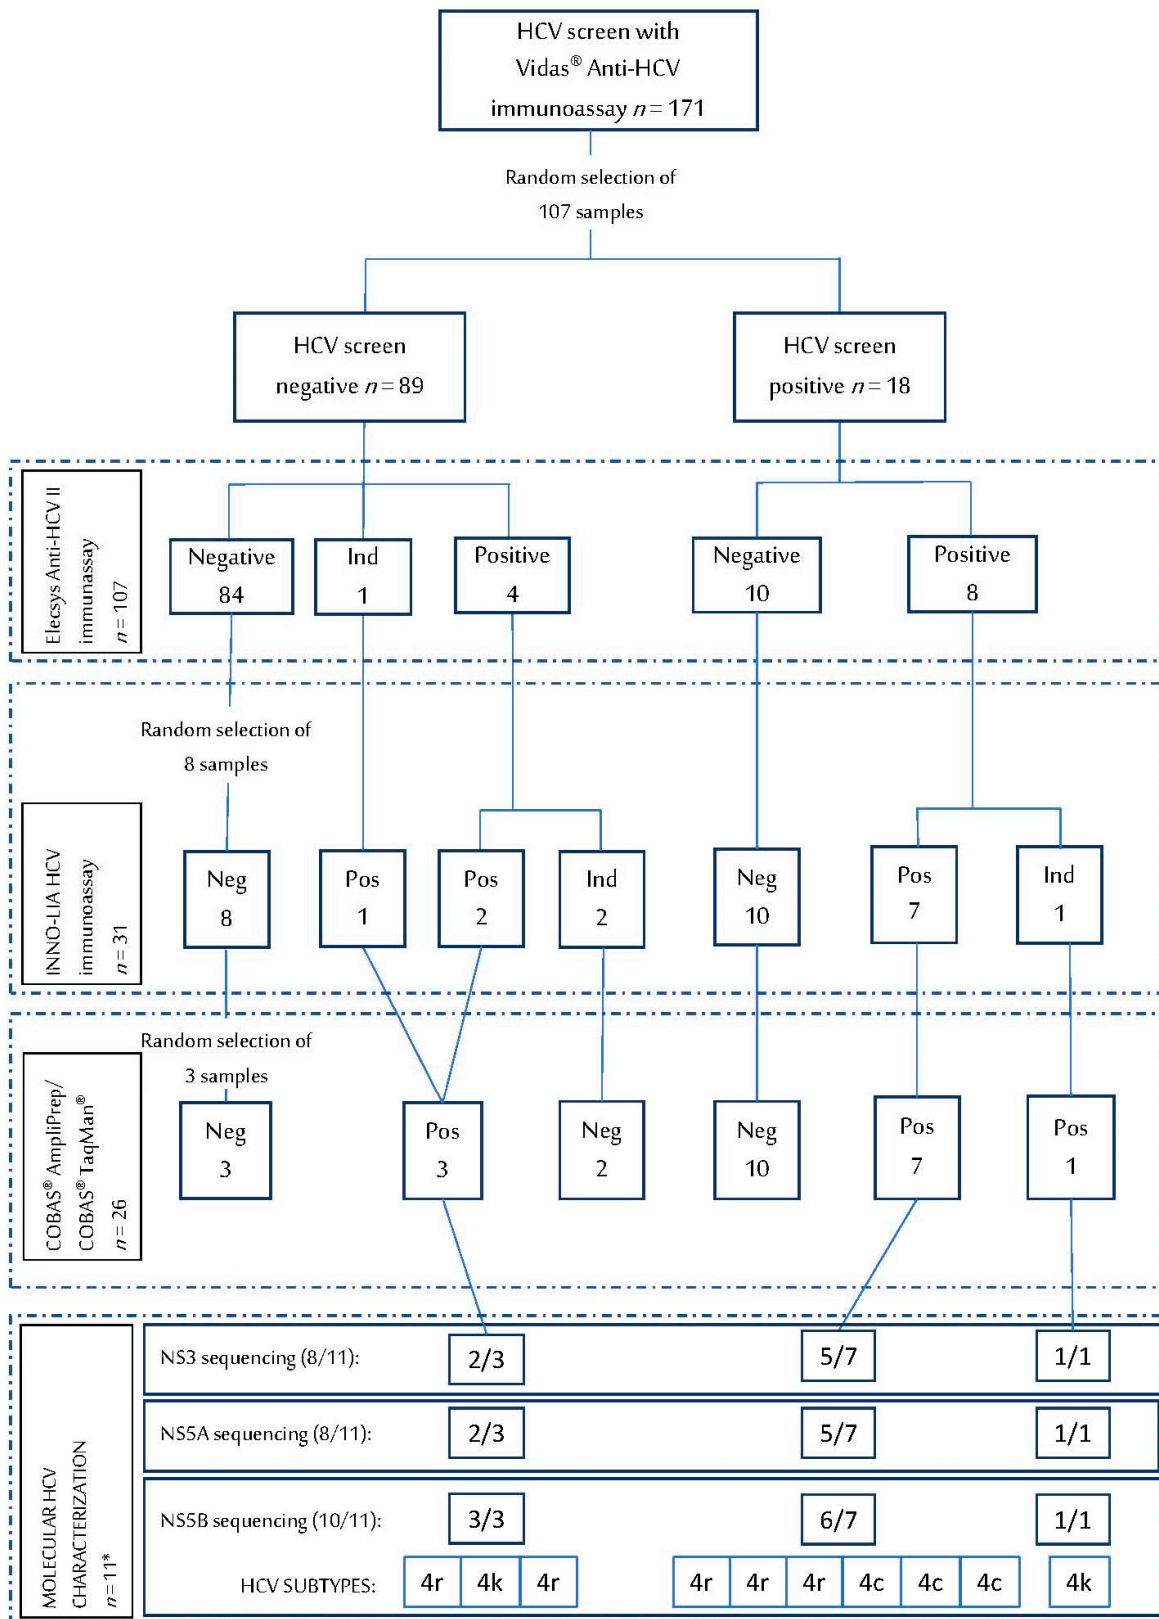 HCV screen with
Vidas® Anti-HCV
immunoassay n = 171
Random selection of
107 samples
HCV screen
negative n = 89
HCV screen
positive n = 18
Elecsys Anti-HCV II
immunassay
n = 107
Negative
84
Ind
1
Positive
4
Negative
10
Positive
8
Random selection of
8 samples
INNO-LIA HCV
immunoassay
n = 31
Neg
8
Pos
1
Pos
2
Ind
2
Neg
10
Pos
7
Ind
1
Random selection of
3 samples
COBAS® AmpliPrep/
COBAS® TaqMan®
n = 26
Neg
3
Pos
3
Neg
2
Neg
10
Pos
7
Pos
1
MOLECULAR HCV
CHARACTERIZATION
n = 11*
NS3 sequencing (8/11): 2/3 5/7 1/1
NS5A sequencing (8/11): 2/3 5/7 1/1
NS5B sequencing (10/11): 3/3 6/7 1/1
HCV SUBTYPES: 4r 4k 4r 4r 4r 4r 4c 4c 4c 4k